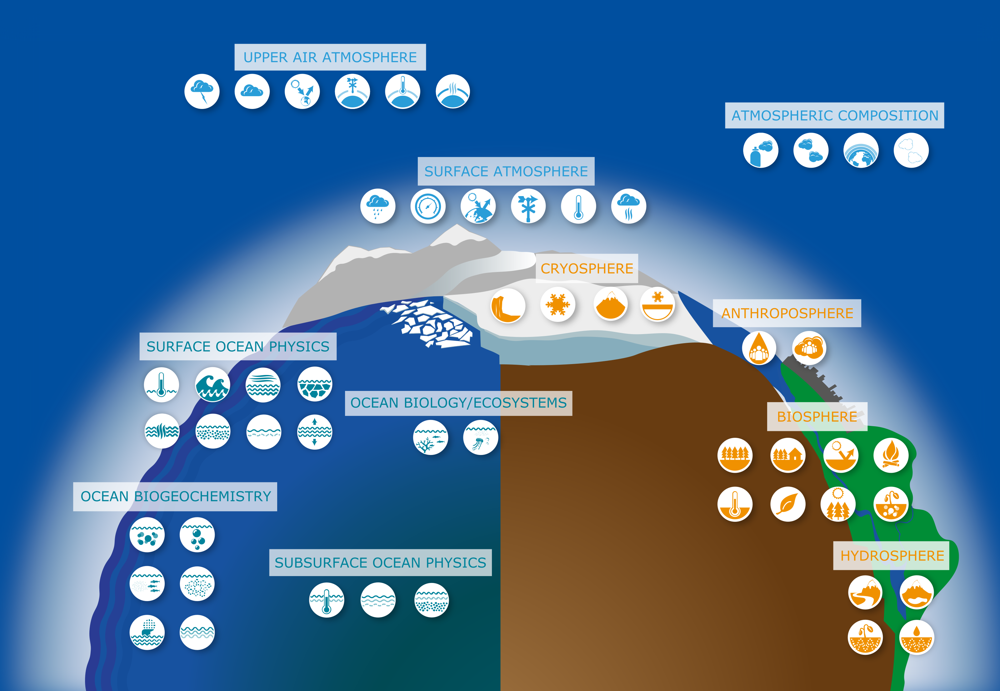 UPPER AIR ATMOSPHERE
ATMOSPHERIC COMPOSITION
SURFACE ATMOSPHERE
CRYOSPHERE
ANTHROPOSPHERE
SURFACE OCEAN PHYSICS
OCEAN BIOLOGY/ECOSYSTEMS
BIOSPHERE
OCEAN BIOGEOCHEMISTRY
HYDROSPHERE
SUBSURFACE OCEAN PHYSICS